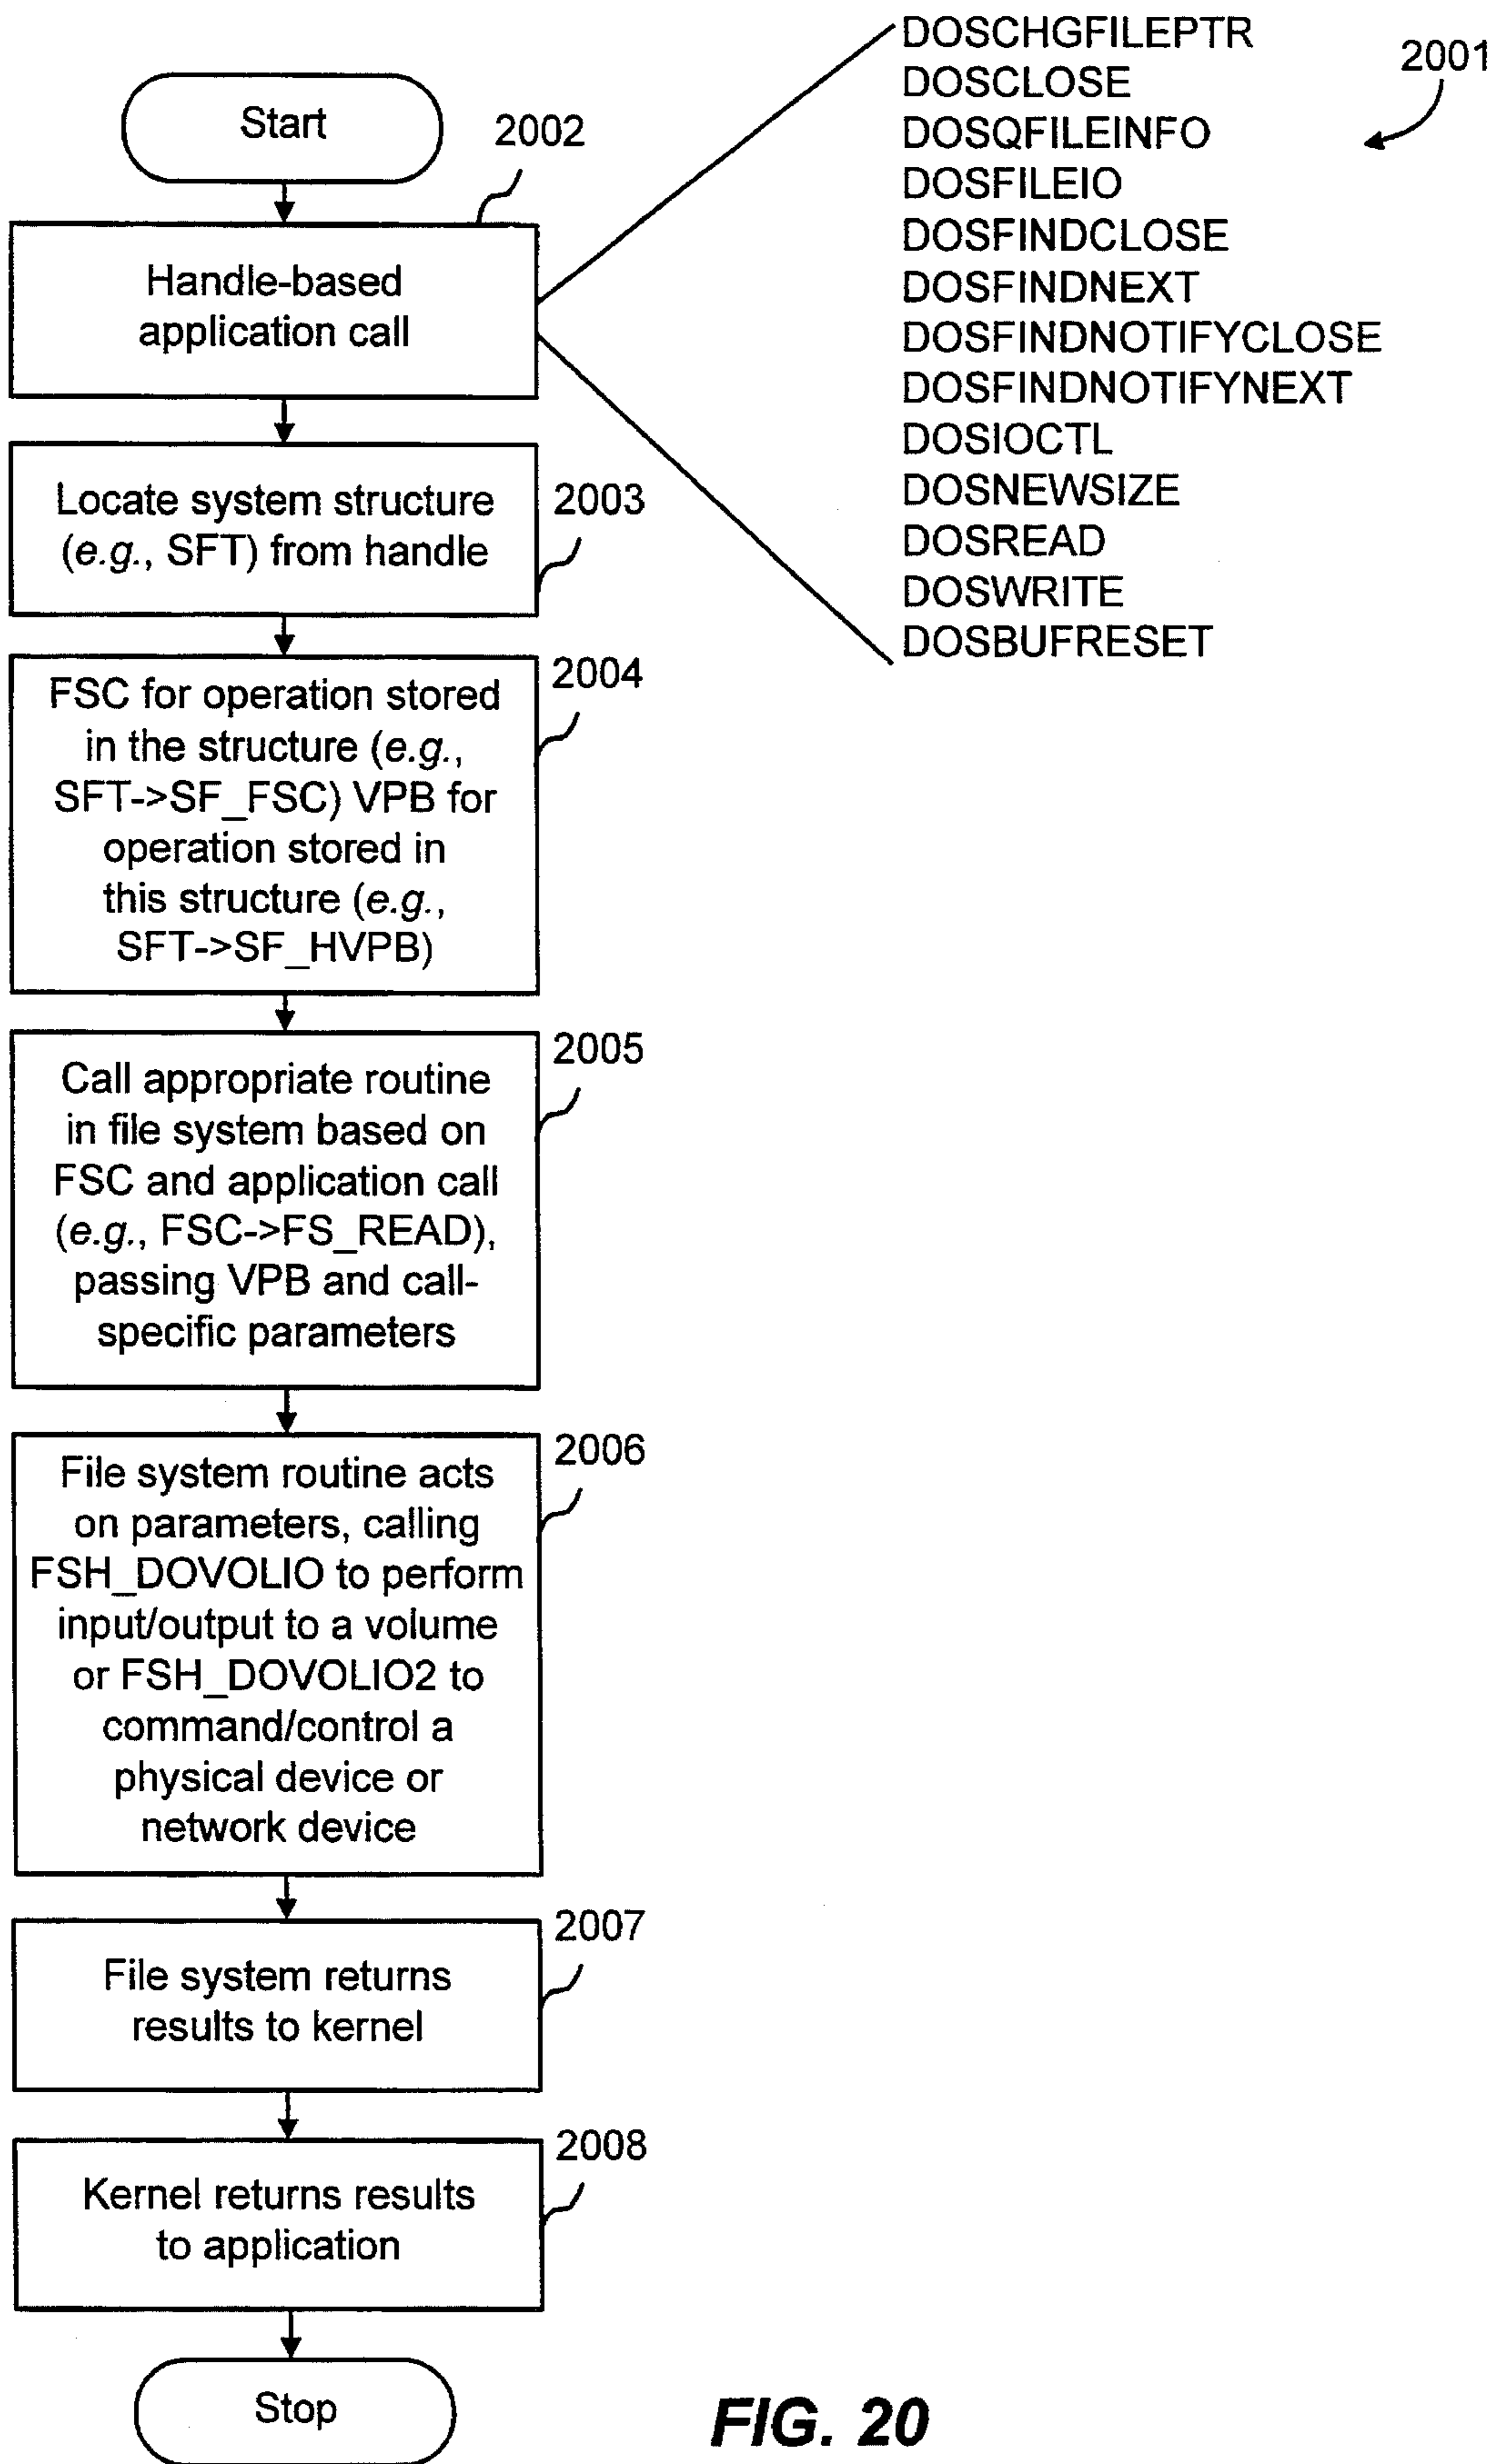 Start
2002
Handle-based
application call
DOSCHGFILEPTR
DOSCLOSE
DOSQFILEINFO
DOSFILEIO
DOSFINDCLOSE
DOSFINDNEXT
DOSFINDNOTIFYCLOSE
DOSFINDNOTIFYNEXT
DOSIOCTL
DOSNEWSIZE
DOSREAD
DOSWRITE
DOSBUFRESET
2001
Locate system structure
(e.g., SFT) from handle
2003
FSC for operation stored
in the structure (e.g.,
SFT->SF_FSC) VPB for
operation stored in
this structure (e.g.,
SFT->SF_HVPB)
2004
Call appropriate routine
in file system based on
FSC and application call
(e.g., FSC->FS_READ),
passing VPB and call-
specific parameters
2005
File system routine acts
on parameters, calling
FSH_DOVOLIO to perform
input/output to a volume
or FSH_DOVOLIO2 to
command/control a
physical device or
network device
2006
File system returns
results to kernel
2007
Kernel returns results
to application
2008
Stop
FIG. 20